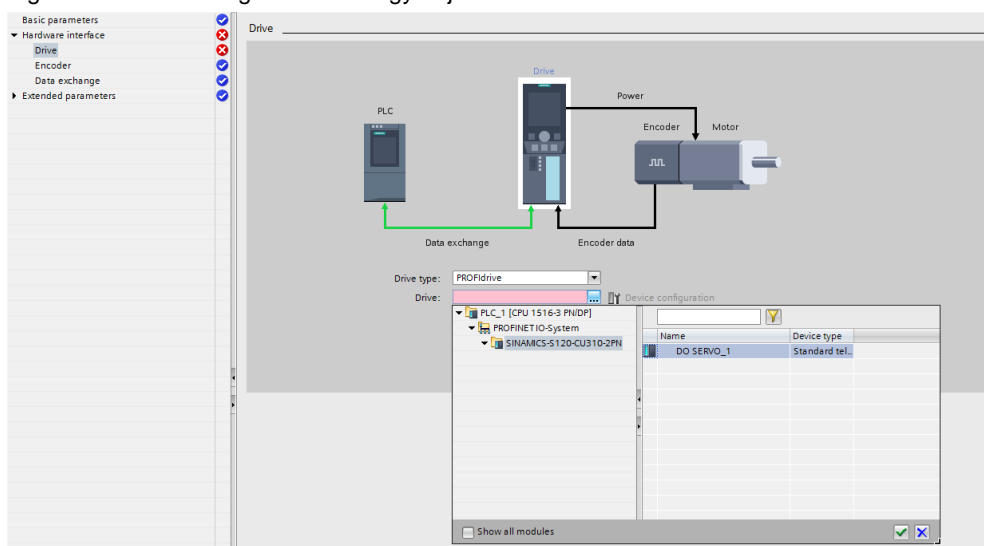 Basic parameters
Hardware interface
Drive
Encoder
Data exchange
Extended parameters
Drive
Drive
Power
PLC
Encoder Motor
Data exchange
Encoder data
Drive type: PROFIdrive
Drive: Device configuration
PLC_1 [CPU 1516-3 PN/DP]
PROFINET IO-System
SINAMICS-S120-CU310-2PN
Name Device type
DO SERVO_1 Standard tel..
Show all modules